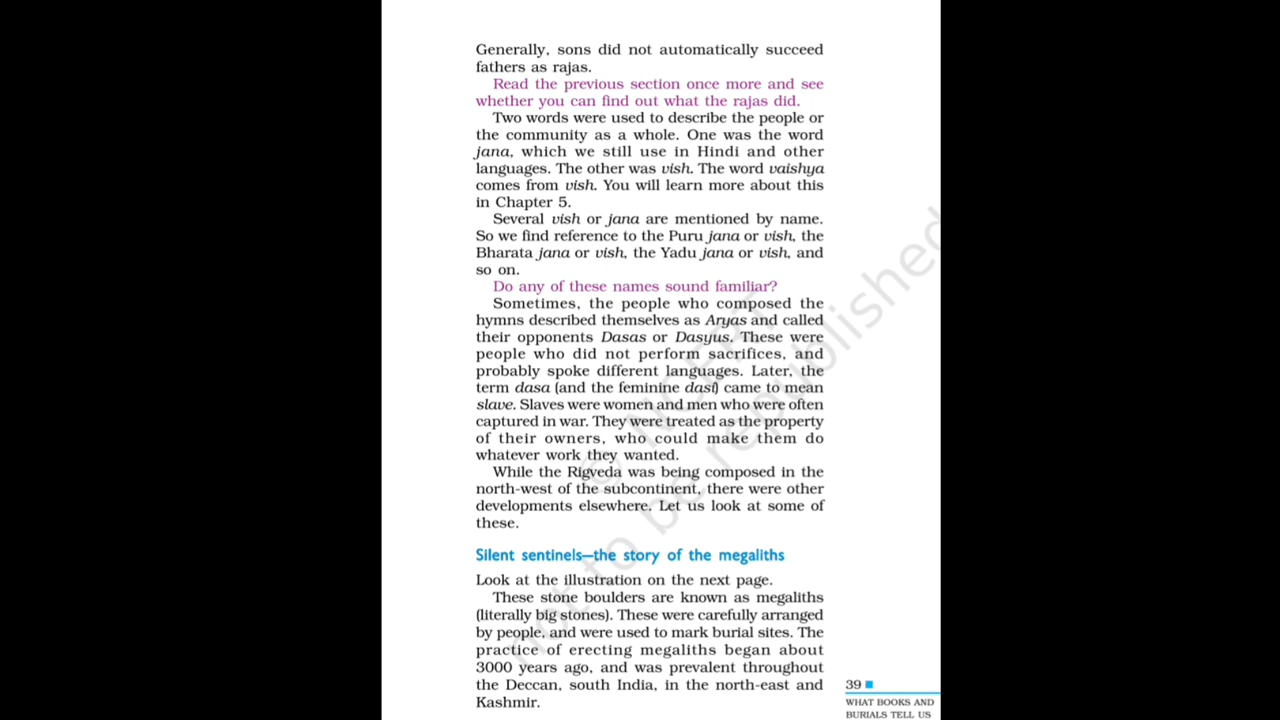 Generally, sons did not automatically succeed
fathers as rajas.
Read the previous section once more and see
whether you can find out what the rajas did.
Two words were used to describe the people or
the community as a whole. One was the word
jana, which we still use in Hindi and other
languages. The other was vish. The word vaishya
comes from vish. You will learn more about this
in Chapter 5.
Several vish or jana are mentioned by name.
So we find reference to the Puru jana or vish, the
Bharata jana or vish, the Yadu jana or vish, and
so on.
Do any of these names sound familiar?
Sometimes, the people who composed the
hymns described themselves as Aryas and called
their opponents Dasas or Dasyus. These were
people who did not perform sacrifices, and
probably spoke different languages. Later, the
term dasa (and the feminine dasi) came to mean
slave. Slaves were women and men who were often
captured in war. They were treated as the property
of their owners, who could make them do
whatever work they wanted.
While the Rigveda was being composed in the
north-west of the subcontinent, there were other
developments elsewhere. Let us look at some of
these.
Silent sentinels—the story of the megaliths
Look at the illustration on the next page.
These stone boulders are known as megaliths
(literally big stones). These were carefully arranged
by people, and were used to mark burial sites. The
practice of erecting megaliths began about
3000 years ago, and was prevalent throughout
the Deccan, south India, in the north-east and
Kashmir.
39
WHAT BOOKS AND
BURIALS TELL US
© NCERT
not to be republished